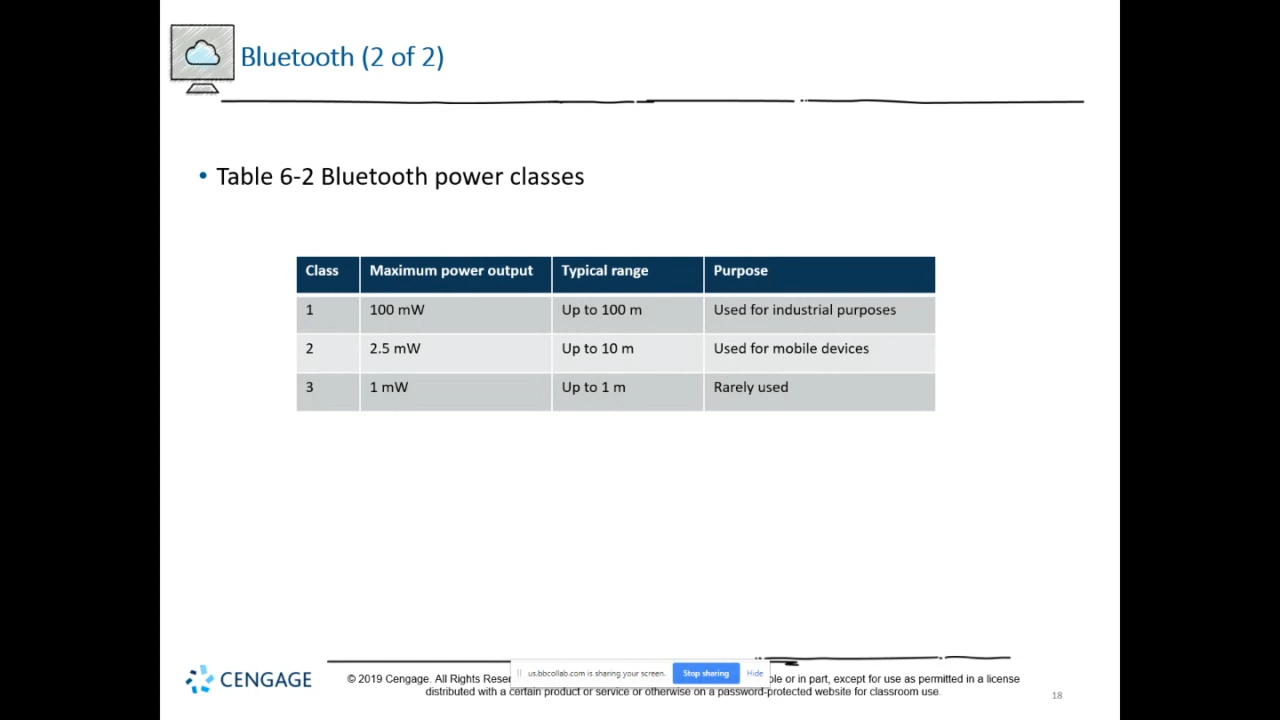 Bluetooth (2 of 2)
• Table 6-2 Bluetooth power classes
Class Maximum power output Typical range Purpose
1 100 mW Up to 100 m Used for industrial purposes
2 2.5 mW Up to 10 m Used for mobile devices
3 1 mW Up to 1 m Rarely used
CENGAGE
© 2019 Cengage. All Rights
us.bbcollab.com is sharing your screen. Stop sharing Hide
or in part, except for use as permitted in a license
distributed with a certain product or service or otherwise on a password-protected website for classroom use.
18